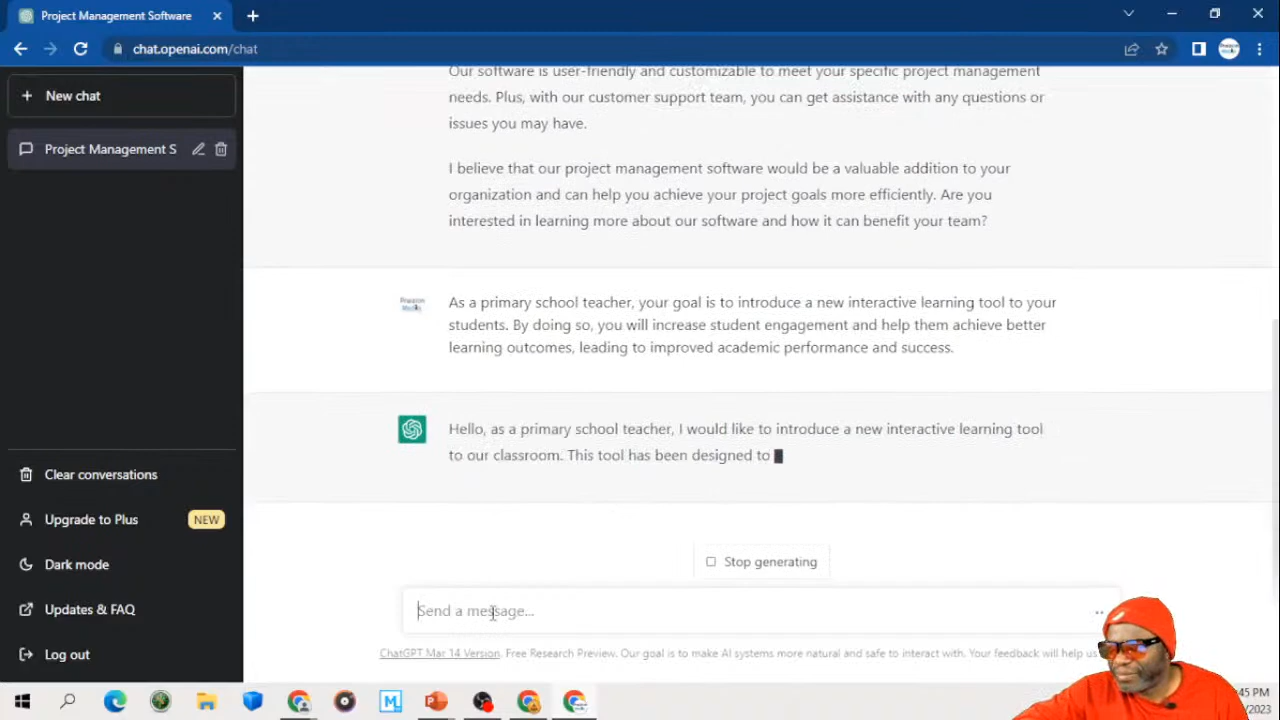 Project Management Software
chat.openai.com/chat
New chat
Project Management S
Our software is user-friendly and customizable to meet your specific project management
needs. Plus, with our customer support team, you can get assistance with any questions or
issues you may have.
I believe that our project management software would be a valuable addition to your
organization and can help you achieve your project goals more efficiently. Are you
interested in learning more about our software and how it can benefit your team?
As a primary school teacher, your goal is to introduce a new interactive learning tool to your
students. By doing so, you will increase student engagement and help them achieve better
learning outcomes, leading to improved academic performance and success.
Hello, as a primary school teacher, I would like to introduce a new interactive learning tool
to our classroom. This tool has been designed to
Clear conversations
Upgrade to Plus NEW
Dark mode
Updates & FAQ
Log out
Stop generating
Send a message...
ChatGPT Mar 14 Version. Free Research Preview. Our goal is to make AI systems more natural and safe to interact with. Your feedback will help us
:45 PM
/2023